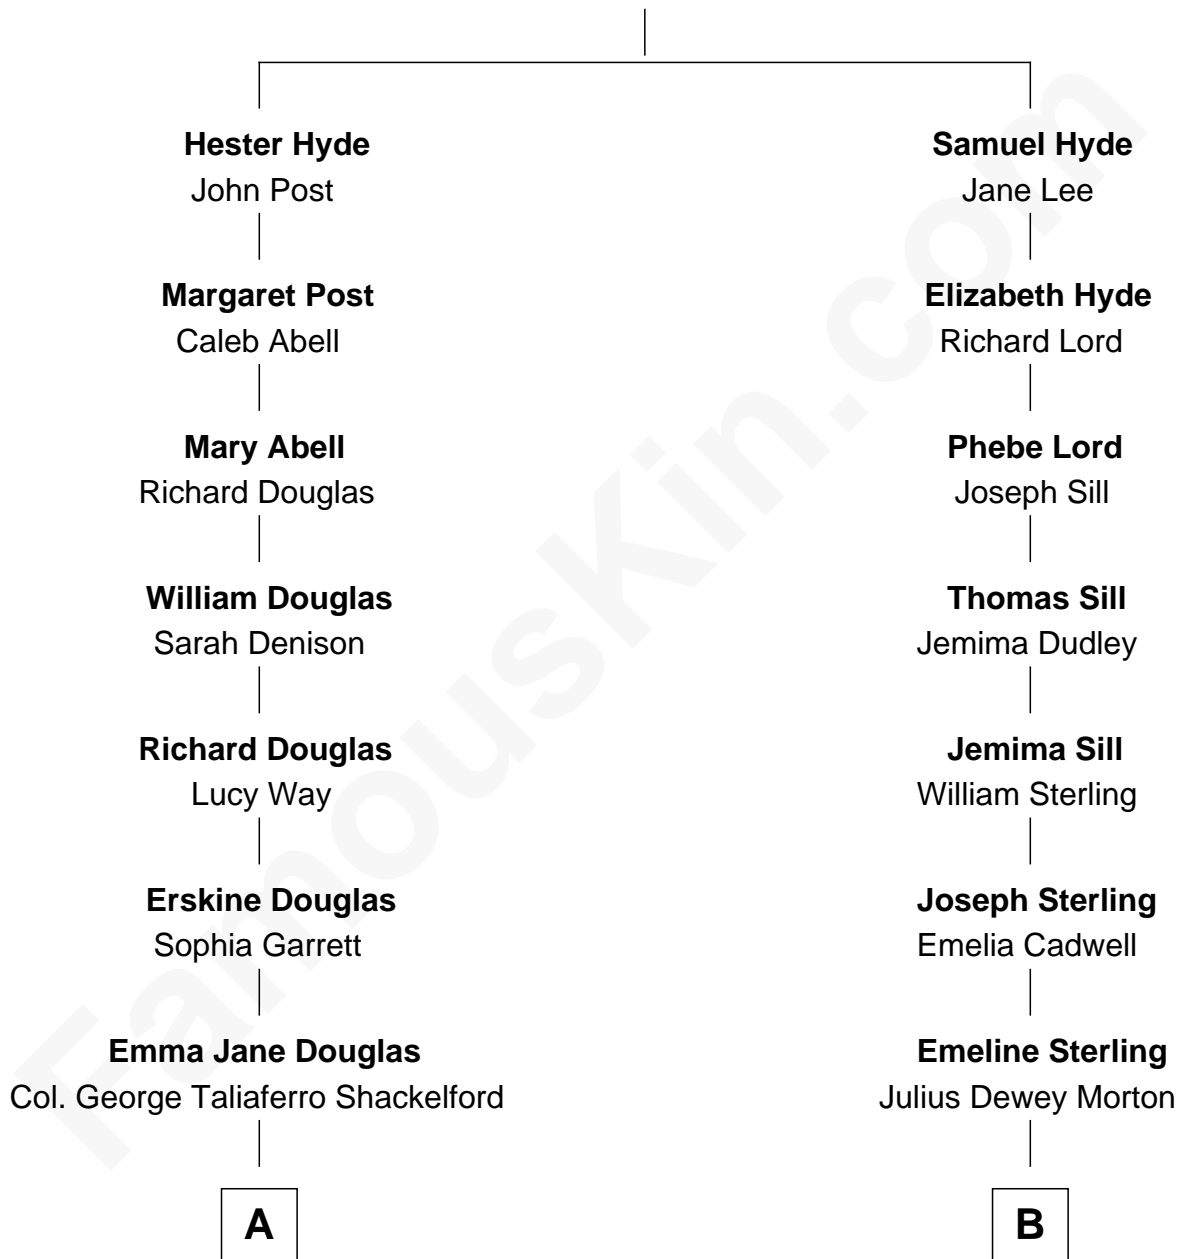 Hester Hyde
John Post
Margaret Post
Caleb Abell
Mary Abell
Richard Douglas
William Douglas
Sarah Denison
Richard Douglas
Lucy Way
Erskine Douglas
Sophia Garrett
Emma Jane Douglas
Col. George Taliaferro Shackelford
A
Samuel Hyde
Jane Lee
Elizabeth Hyde
Richard Lord
Phebe Lord
Joseph Sill
Thomas Sill
Jemima Dudley
Jemima Sill
William Sterling
Joseph Sterling
Emelia Cadwell
Emeline Sterling
Julius Dewey Morton
B
FamousKin.com